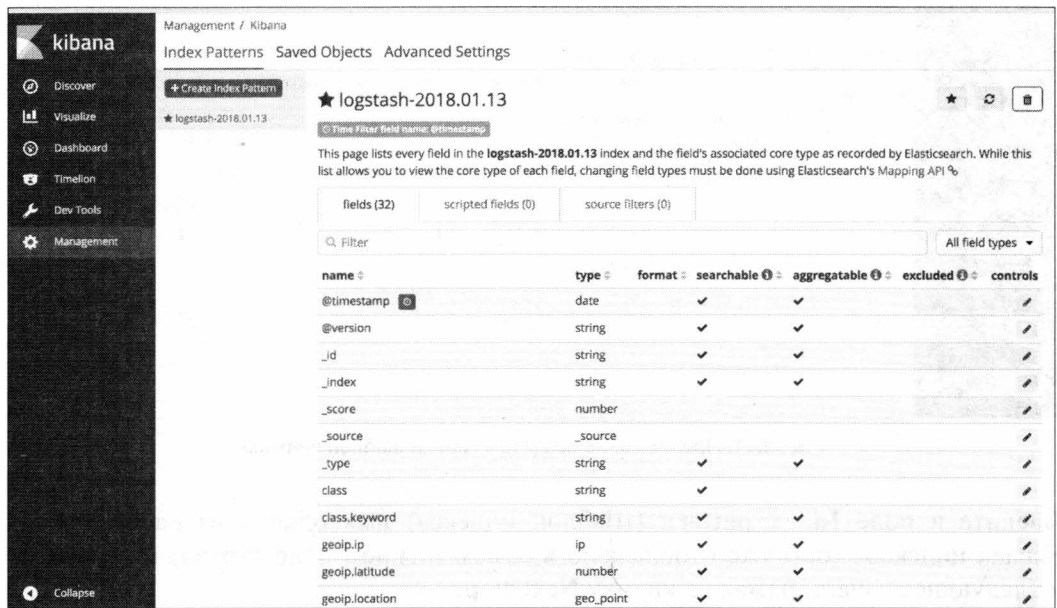 Management / Kibana
kibana
Index Patterns Saved Objects Advanced Settings
Discover
Visualize
Dashboard
Timelion
Dev Tools
Management
Collapse
+ Create Index Pattern
★ logstash-2018.01.13
★ logstash-2018.01.13
Time Filter field name: @timestamp
This page lists every field in the logstash-2018.01.13 index and the field's associated core type as recorded by Elasticsearch. While this
list allows you to view the core type of each field, changing field types must be done using Elasticsearch's Mapping API
fields (32) scripted fields (0) source filters (0)
Filter All field types
name type format searchable aggregatable excluded controls
@timestamp date ✔ ✔
@version string ✔ ✔
_id string ✔ ✔
_index string ✔ ✔
_score number
_source _source
_type string ✔ ✔
class string ✔
class.keyword string ✔ ✔
geoip.ip ip ✔ ✔
geoip.latitude number ✔ ✔
geoip.location geo_point ✔ ✔